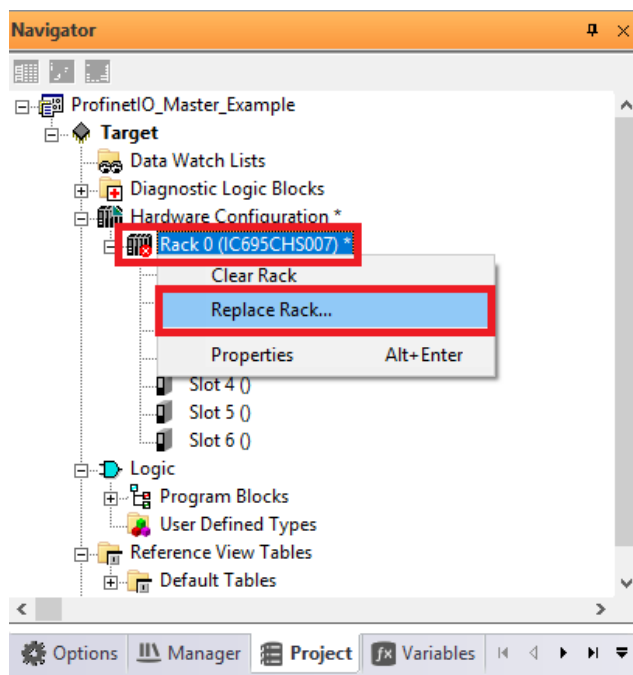 Navigator
ProfinetIO_Master_Example
Target
Data Watch Lists
Diagnostic Logic Blocks
Hardware Configuration *
Rack 0 (IC695CHS007) *
Clear Rack
Replace Rack...
Properties Alt+Enter
Slot 4 ()
Slot 5 ()
Slot 6 ()
Logic
Program Blocks
User Defined Types
Reference View Tables
Default Tables
Options Manager Project fx Variables